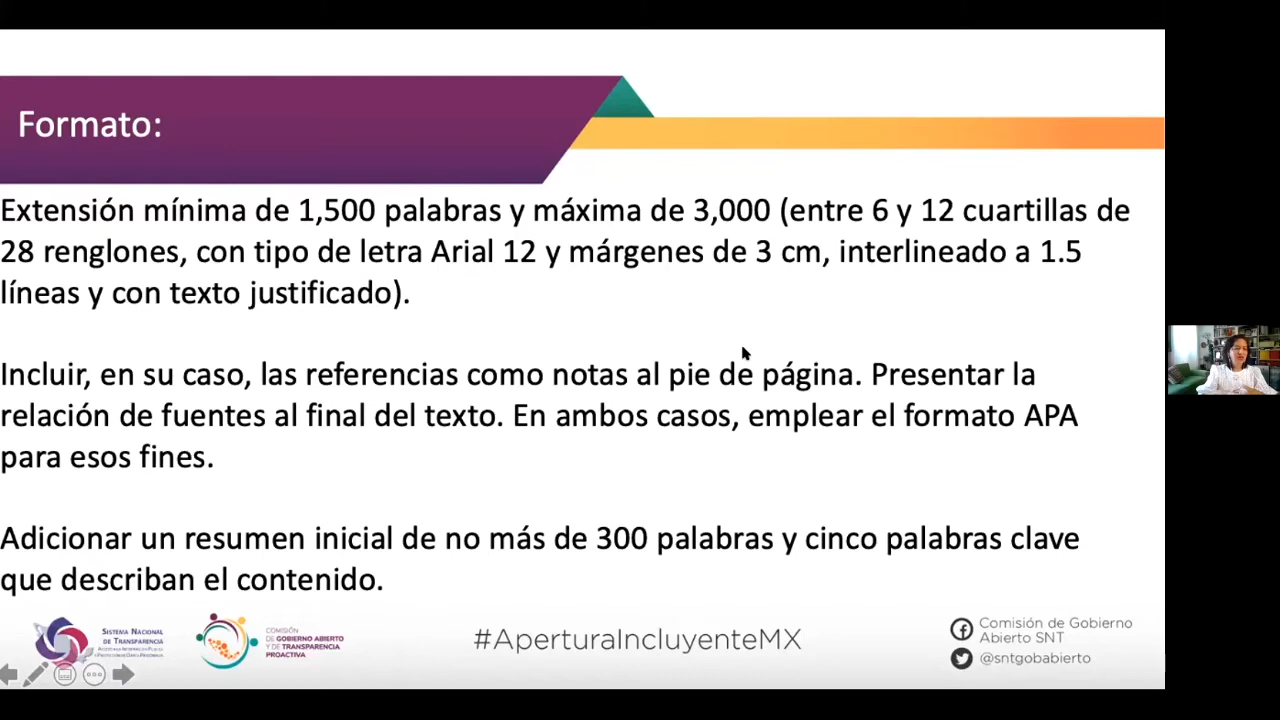 Formato:
Extensión mínima de 1,500 palabras y máxima de 3,000 (entre 6 y 12 cuartillas de
28 renglones, con tipo de letra Arial 12 y márgenes de 3 cm, interlineado a 1.5
líneas y con texto justificado).
Incluir, en su caso, las referencias como notas al pie de página. Presentar la
relación de fuentes al final del texto. En ambos casos, emplear el formato APA
para esos fines.
Adicionar un resumen inicial de no más de 300 palabras y cinco palabras clave
que describan el contenido.
SISTEMA NACIONAL
DE TRANSPARENCIA
COMISIÓN
DE GOBIERNO ABIERTO
Y DE TRANSPARENCIA
PROACTIVA
#AperturaIncluyenteMX
Comisión de Gobierno
Abierto SNT
@sntgobabierto